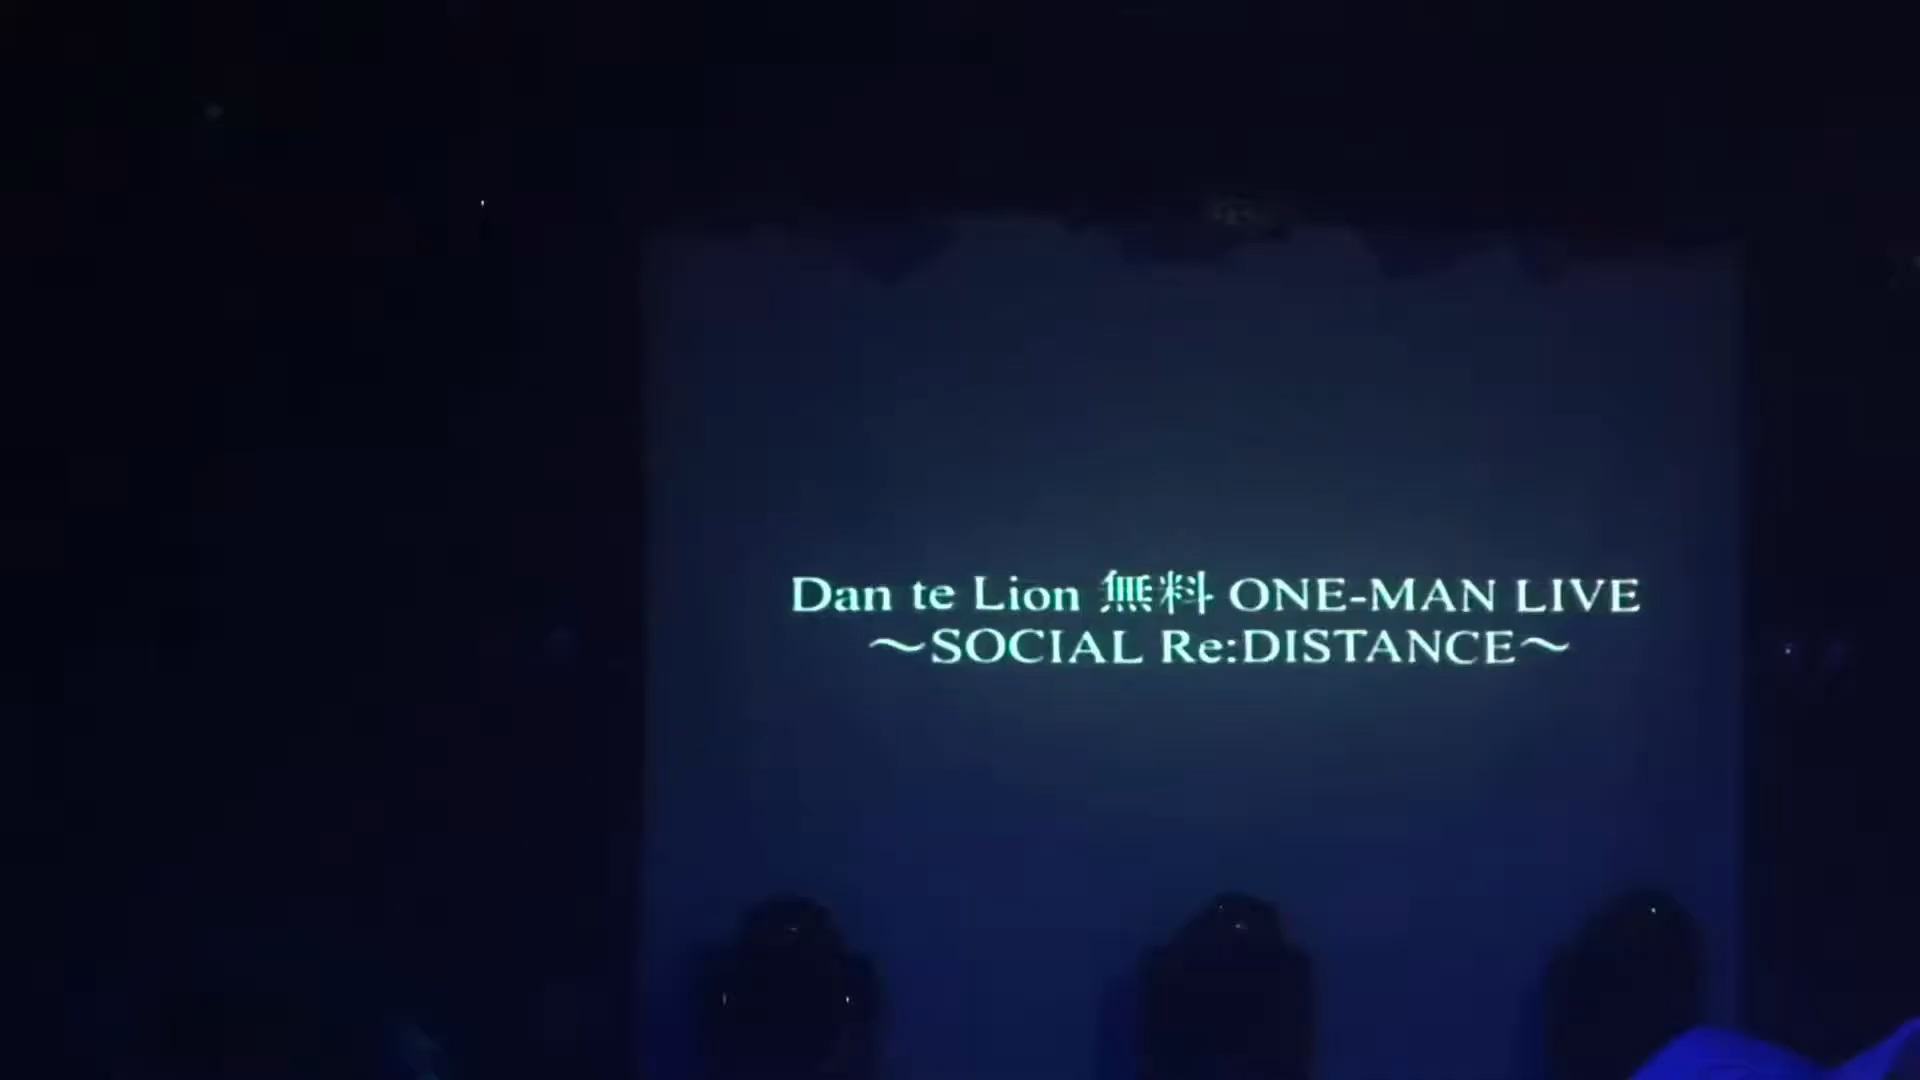 Dan te Lion 無料 ONE-MAN LIVE
～SOCIAL Re:DISTANCE～